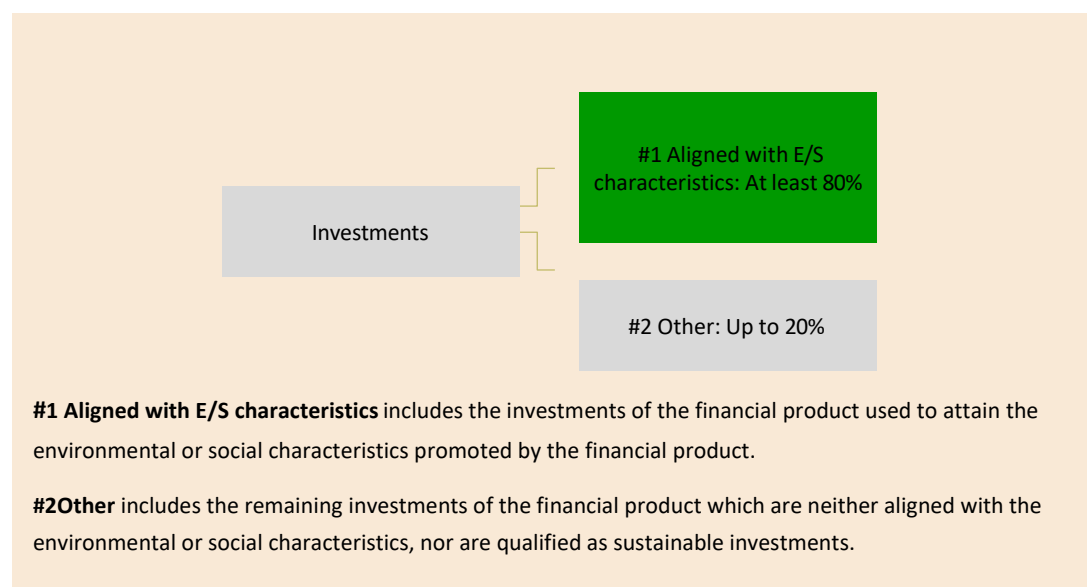 #1 Aligned with E/S
characteristics: At least 80%
Investments
#2 Other: Up to 20%
#1 Aligned with E/S characteristics includes the investments of the financial product used to attain the
environmental or social characteristics promoted by the financial product.
#2Other includes the remaining investments of the financial product which are neither aligned with the
environmental or social characteristics, nor are qualified as sustainable investments.